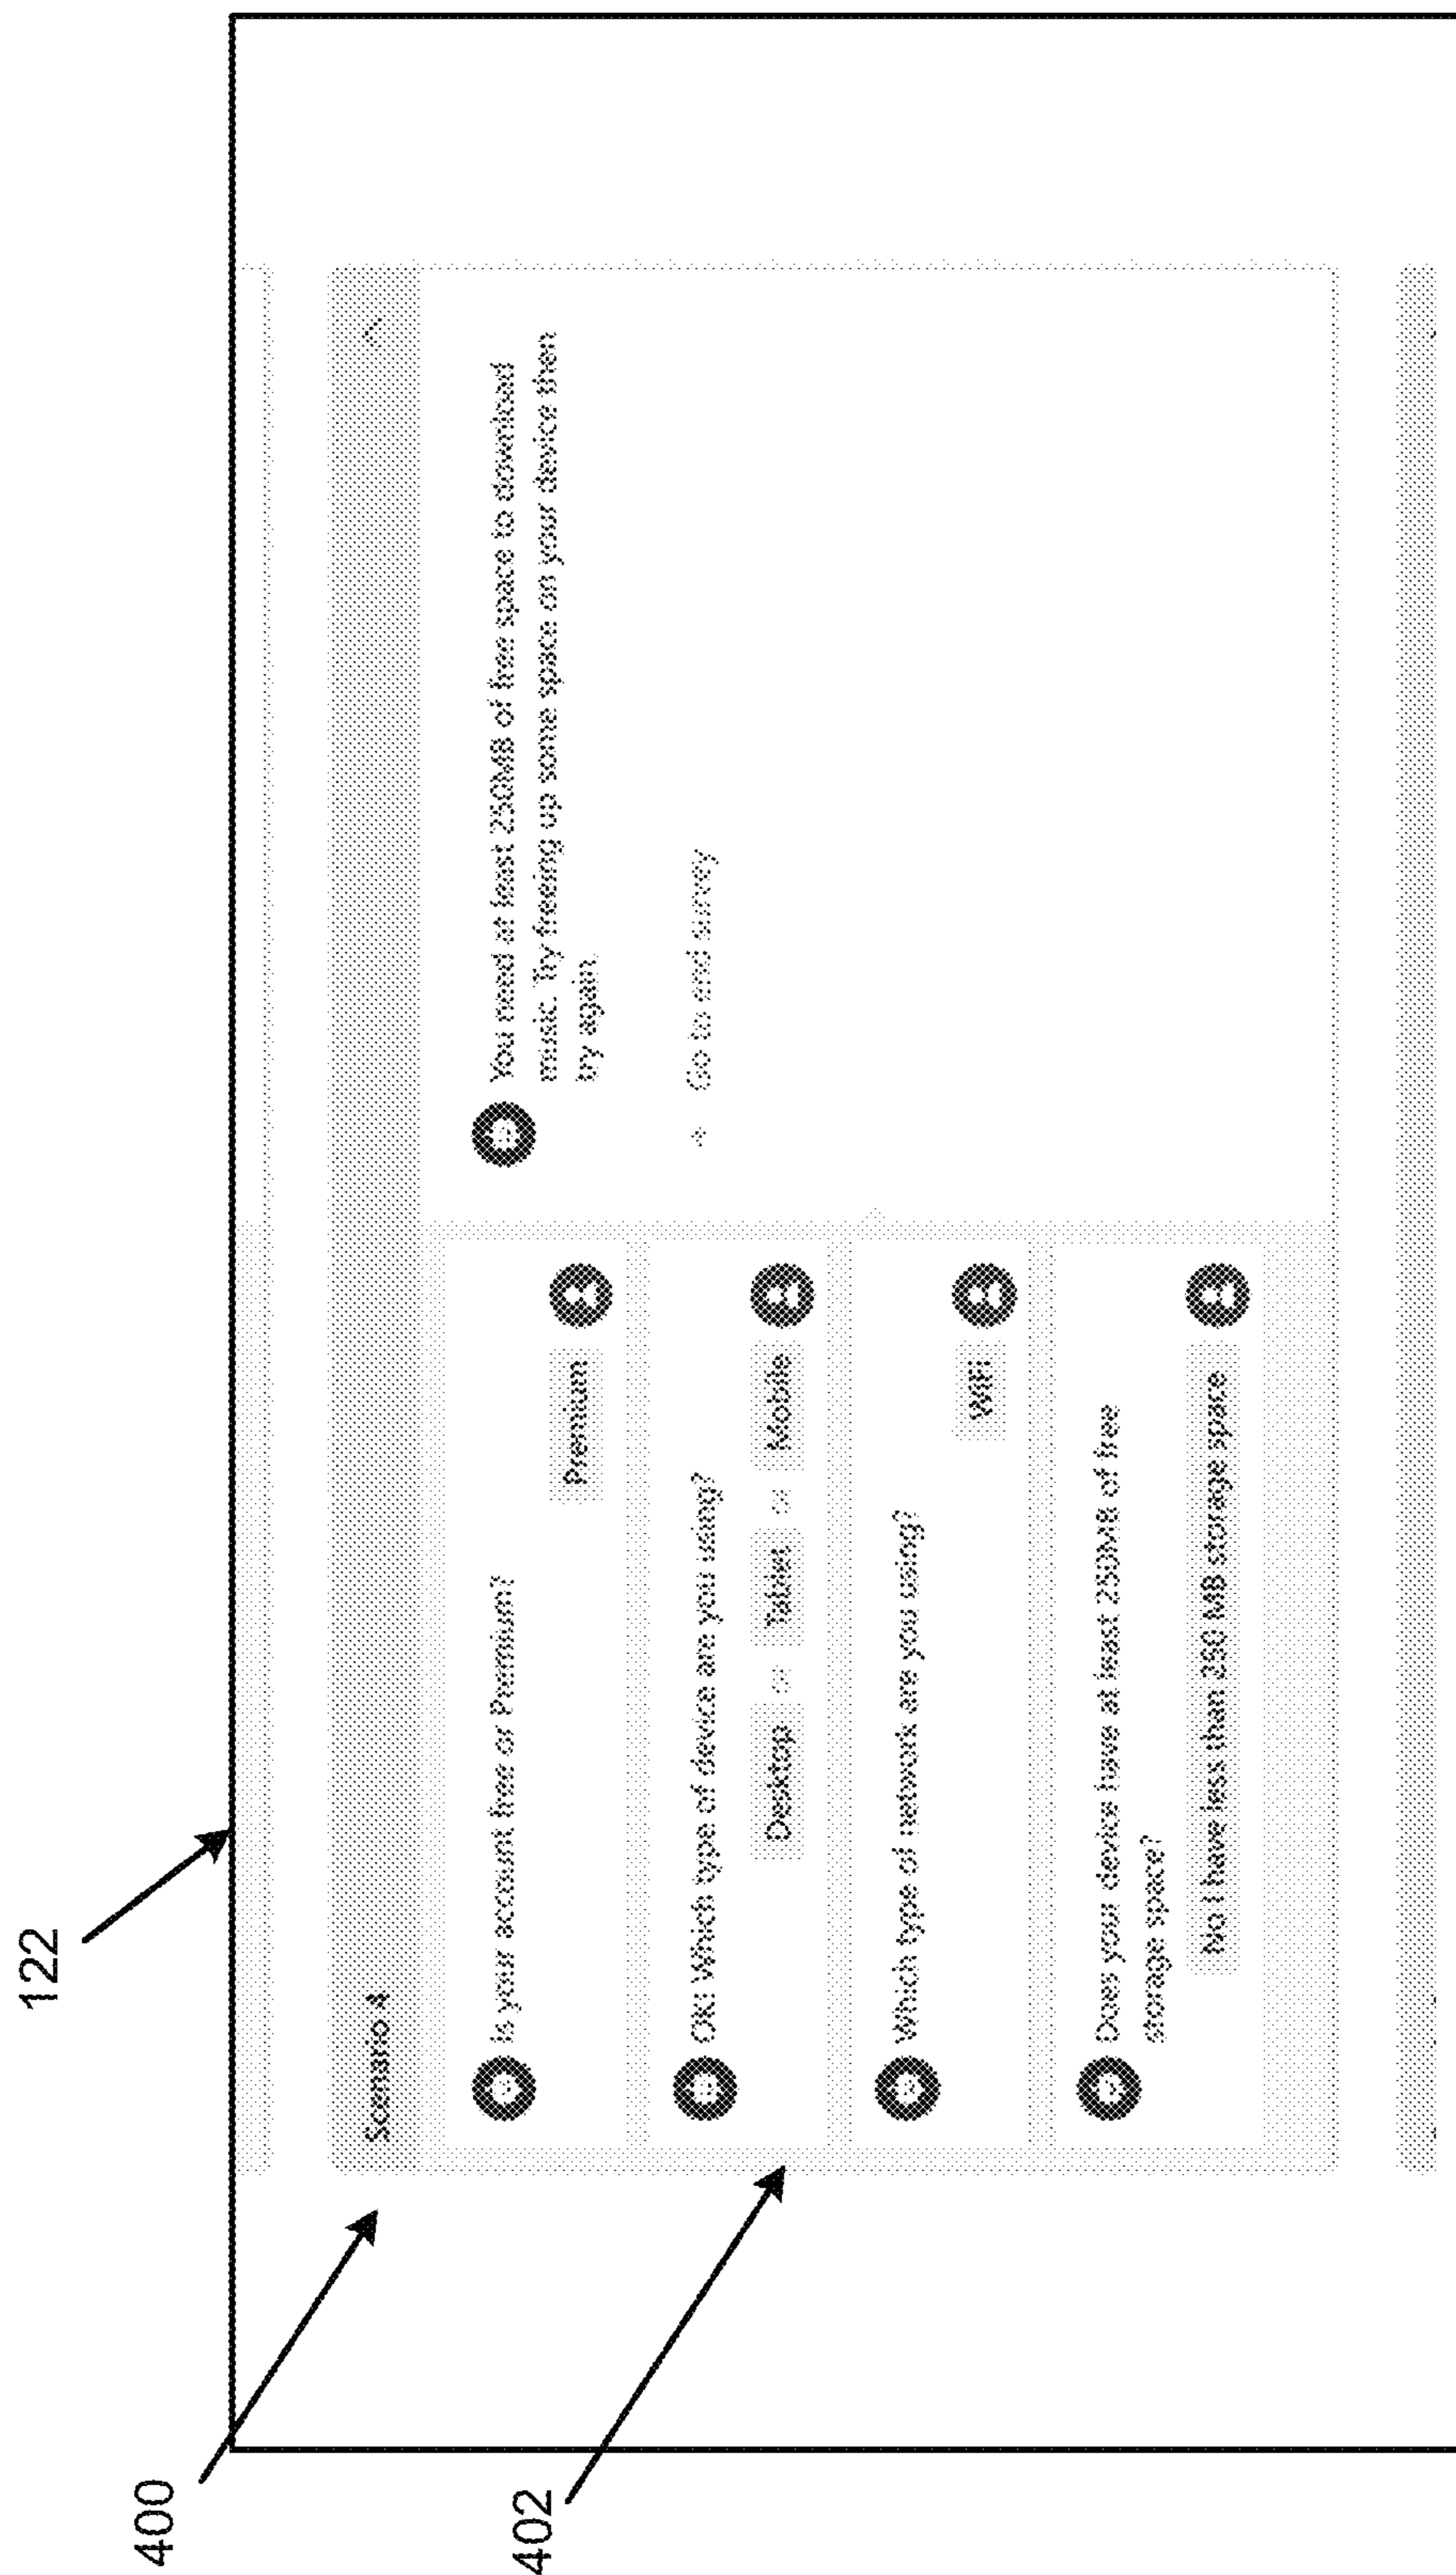 122
400
402
Scenario 4
Is your account free or Premium?
Premium
OK! Which type of device are you using?
Desktop or Tablet or Mobile
Which type of network are you using?
WiFi
Does your device have at least 250MB of free
storage space?
No I have less than 250 MB storage space
You need at least 250MB of free space to download
music. Try freeing up some space on your device then
try again.
Go to end survey